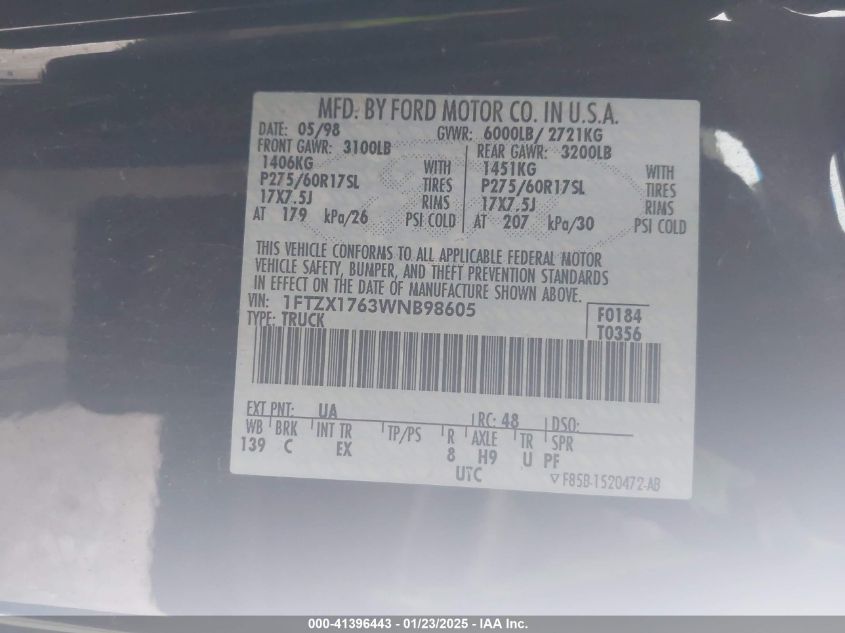 MFD. BY FORD MOTOR CO. IN U.S.A.
DATE: 05/98 GVWR: 6000LB/ 2721KG
FRONT GAWR: 3100LB REAR GAWR: 3200LB
1406KG WITH 1451KG WITH
P275/60R17SL TIRES P275/60R17SL TIRES
17X7.5J RIMS 17X7.5J RIMS
AT 179 kPa/26 PSI COLD AT 207 kPa/30 PSI COLD
THIS VEHICLE CONFORMS TO ALL APPLICABLE FEDERAL MOTOR
VEHICLE SAFETY, BUMPER, AND THEFT PREVENTION STANDARDS
IN EFFECT ON THE DATE OF MANUFACTURE SHOWN ABOVE.
VIN: 1FTZX1763WNB98605 F0184
TYPE: TRUCK T0356
EXT PNT: UA RC: 48 DSO:
WB BRK INT TR TP/PS R AXLE TR SPR
139 C EX 8 H9 U PF
UTC F85B-1520472-AB
000-41396443 - 01/23/2025 - IAA Inc.